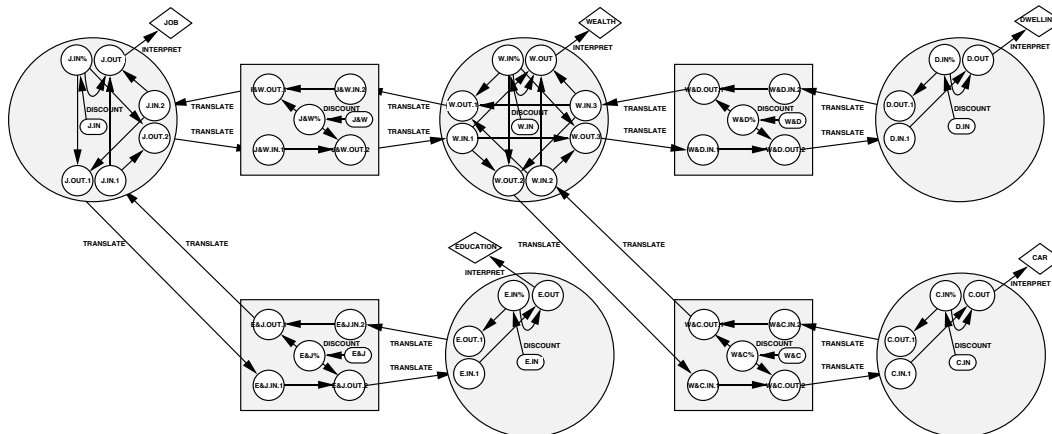 JOB
WEALTH
DWELLIN
INTERPRET
INTERPRET
INTERPRET
J.IN%
J.OUT
DISCOUNT
J.IN
J.IN.2
J.OUT.2
J.OUT.1
J.IN.1
TRANSLATE
TRANSLATE
J&W.OUT.1
J&W.IN.2
DISCOUNT
J&W%
J&W
J&W.IN.1
J&W.OUT.2
TRANSLATE
TRANSLATE
W.IN%
W.OUT
W.OUT.1
W.IN.3
DISCOUNT
W.IN
W.IN.1
W.OUT.3
W.OUT.2
W.IN.2
TRANSLATE
TRANSLATE
W&D.OUT.1
W&D.IN.2
DISCOUNT
W&D%
W&D
W&D.IN.1
W&D.OUT.2
TRANSLATE
TRANSLATE
D.IN%
D.OUT
D.OUT.1
DISCOUNT
D.IN
D.IN.1
TRANSLATE
TRANSLATE
TRANSLATE
TRANSLATE
EDUCATION
CAR
INTERPRET
INTERPRET
E&J.OUT.1
E&J.IN.2
DISCOUNT
E&J%
E&J
E&J.IN.1
E&J.OUT.2
TRANSLATE
TRANSLATE
E.IN%
E.OUT
E.OUT.1
DISCOUNT
E.IN
E.IN.1
W&C.OUT.1
W&C.IN.2
DISCOUNT
W&C%
W&C
W&C.IN.1
W&C.OUT.2
TRANSLATE
TRANSLATE
C.IN%
C.OUT
C.OUT.1
DISCOUNT
C.IN
C.IN.1